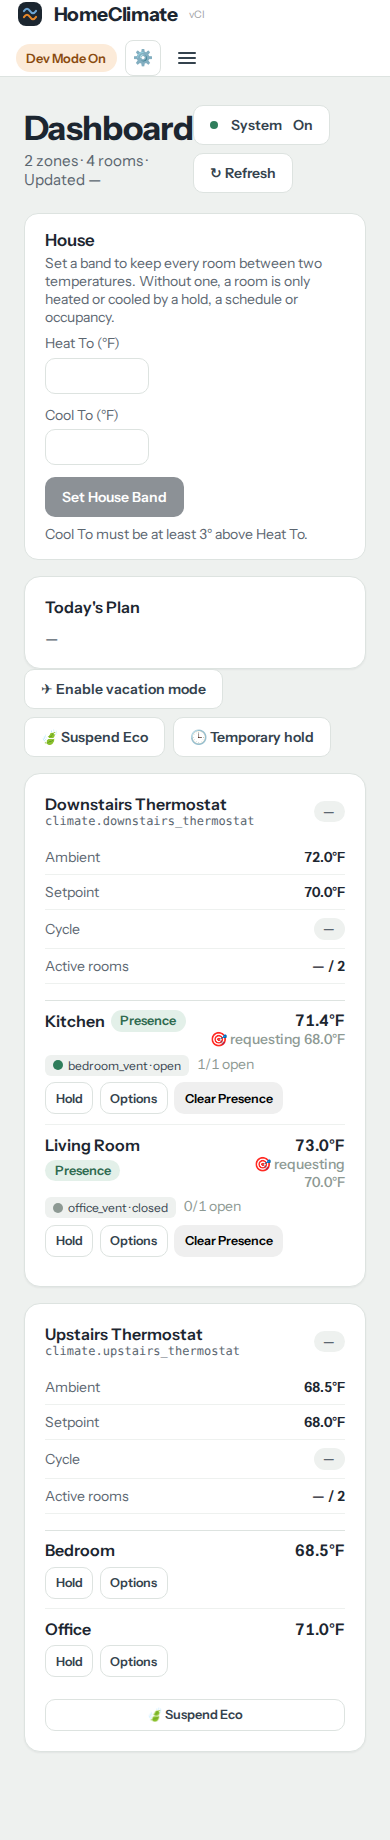 HomeClimate vCI
Dev Mode On
Dashboard
System On
2 zones · 4 rooms ·
Updated —
↻ Refresh
House
Set a band to keep every room between two
temperatures. Without one, a room is only
heated or cooled by a hold, a schedule or
occupancy.
Heat To (°F)
Cool To (°F)
Set House Band
Cool To must be at least 3° above Heat To.
Today's Plan
—
✈ Enable vacation mode
Suspend Eco
Temporary hold
Downstairs Thermostat
—
climate.downstairs_thermostat
Ambient 72.0°F
Setpoint 70.0°F
Cycle —
Active rooms — / 2
Kitchen Presence 71.4°F
requesting 68.0°F
bedroom_vent · open 1/1 open
Hold Options Clear Presence
Living Room 73.0°F
Presence
requesting
70.0°F
office_vent · closed 0/1 open
Hold Options Clear Presence
Upstairs Thermostat
—
climate.upstairs_thermostat
Ambient 68.5°F
Setpoint 68.0°F
Cycle —
Active rooms — / 2
Bedroom 68.5°F
Hold Options
Office 71.0°F
Hold Options
Suspend Eco